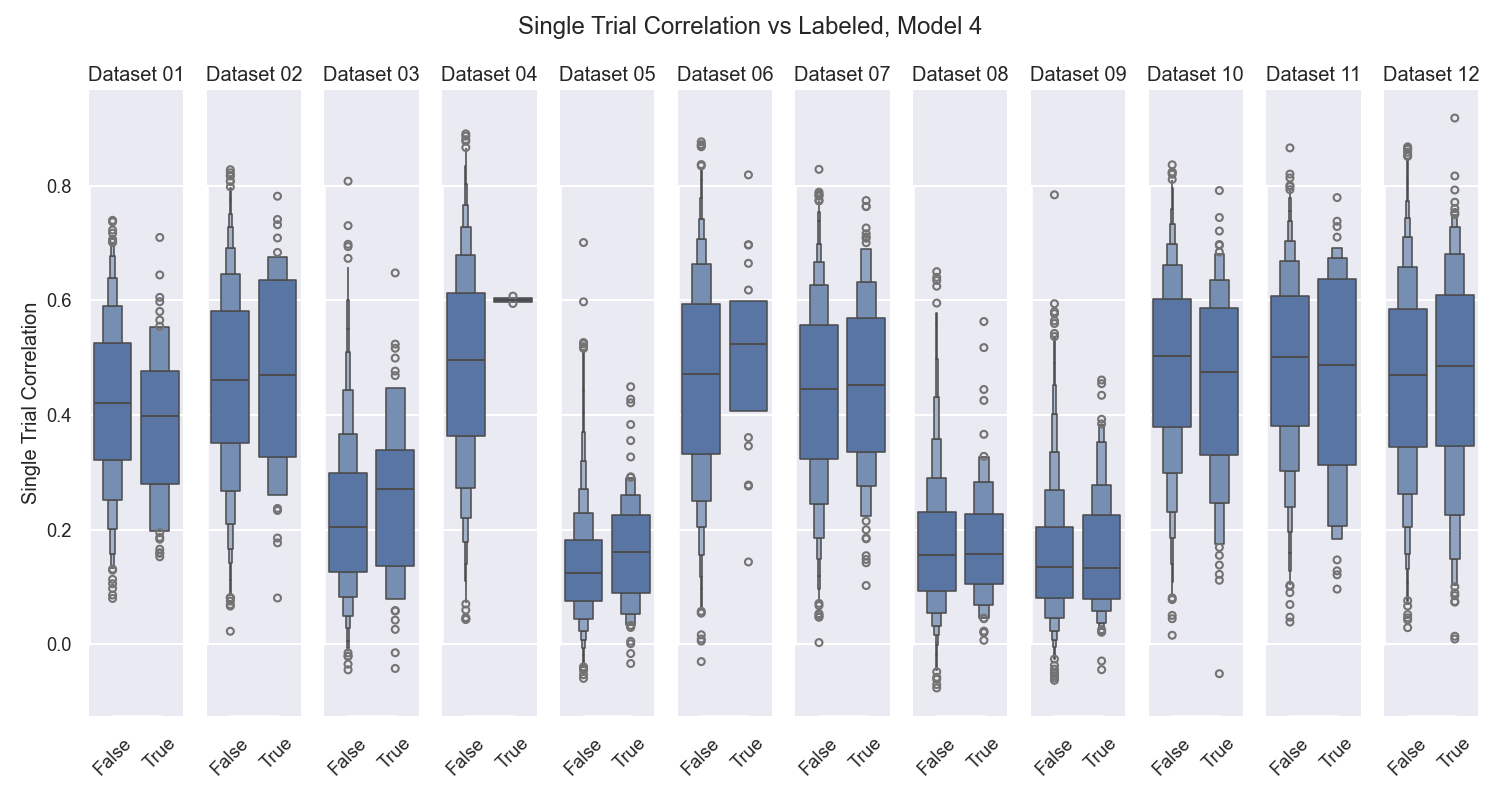 Single Trial Correlation vs Labeled, Model 4
Dataset 01 Dataset 02 Dataset 03 Dataset 04 Dataset 05 Dataset 06 Dataset 07 Dataset 08 Dataset 09 Dataset 10 Dataset 11 Dataset 12
Single Trial Correlation
0.8
0.6
0.4
0.2
0.0
False True False True False True False True False True False True False True False True False True False True False True False True